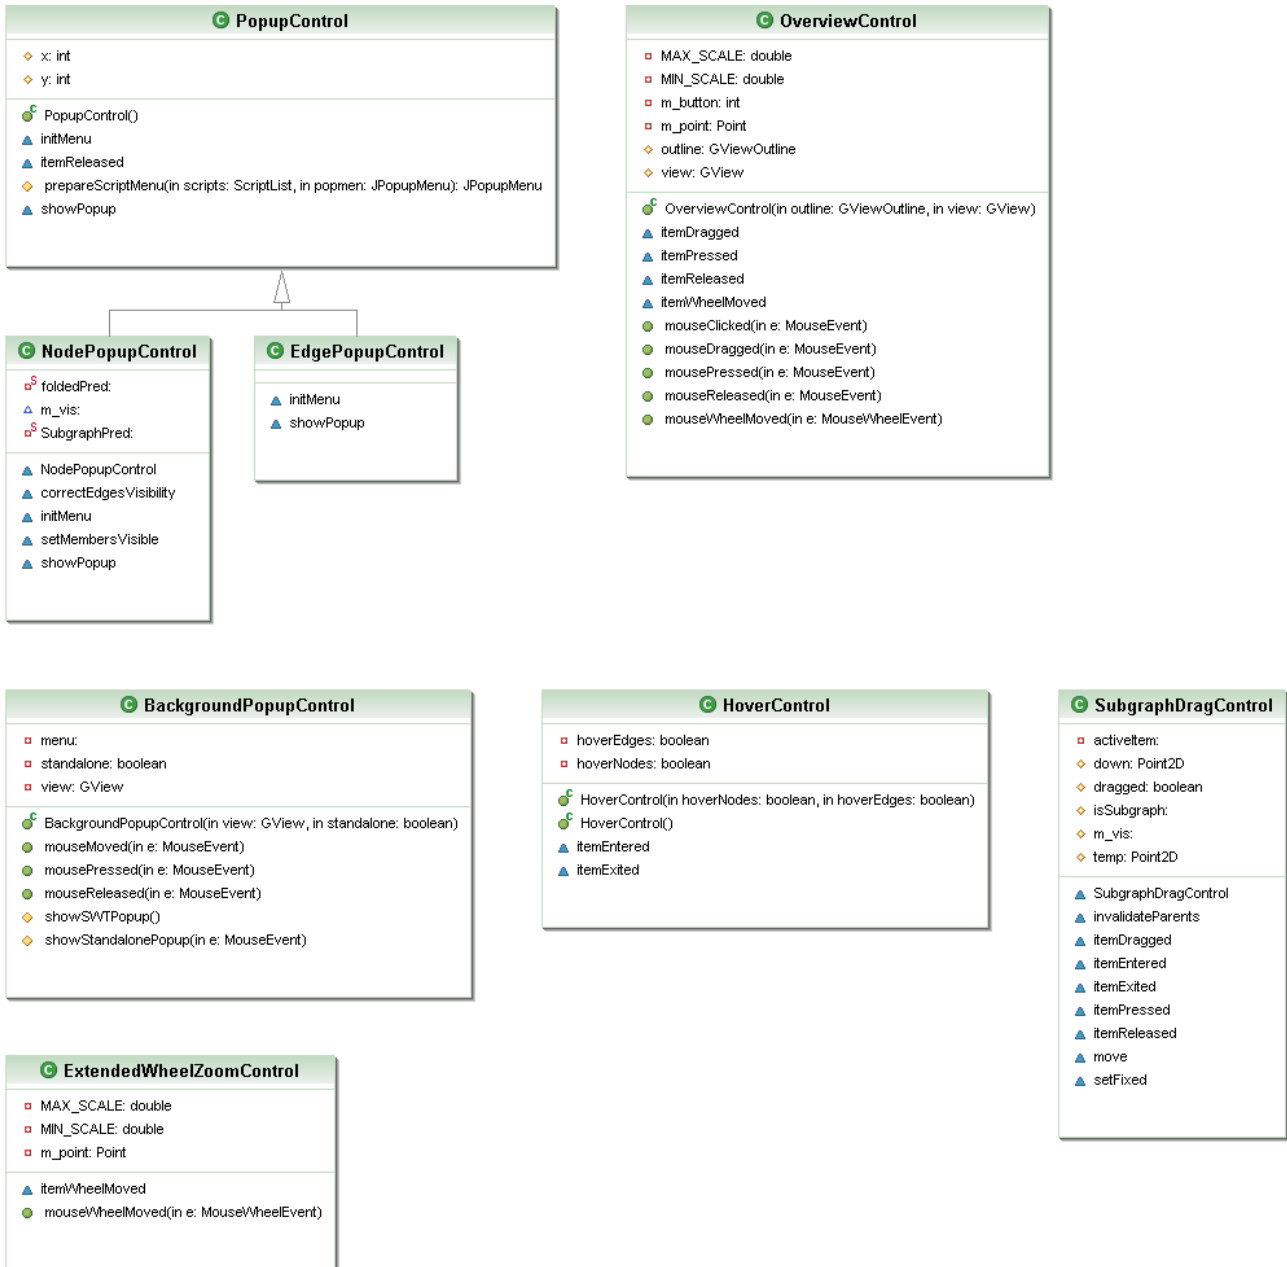 PopupControl
x: int
y: int
PopupControl()
initMenu
itemReleased
prepareScriptMenu(in scripts: ScriptList, in popmen: JPopupMenu): JPopupMenu
showPopup
OverviewControl
MAX_SCALE: double
MIN_SCALE: double
m_button: int
m_point: Point
outline: GViewOutline
view: GView
OverviewControl(in outline: GViewOutline, in view: GView)
itemDragged
itemPressed
itemReleased
itemWheelMoved
mouseClicked(in e: MouseEvent)
mouseDragged(in e: MouseEvent)
mousePressed(in e: MouseEvent)
mouseReleased(in e: MouseEvent)
mouseWheelMoved(in e: MouseWheelEvent)
NodePopupControl
foldedPred:
m_vis:
SubgraphPred:
NodePopupControl
correctEdgesVisibility
initMenu
setMembersVisible
showPopup
EdgePopupControl
initMenu
showPopup
BackgroundPopupControl
menu:
standalone: boolean
view: GView
BackgroundPopupControl(in view: GView, in standalone: boolean)
mouseMoved(in e: MouseEvent)
mousePressed(in e: MouseEvent)
mouseReleased(in e: MouseEvent)
showSWTPopup()
showStandalonePopup(in e: MouseEvent)
HoverControl
hoverEdges: boolean
hoverNodes: boolean
HoverControl(in hoverNodes: boolean, in hoverEdges: boolean)
HoverControl()
itemEntered
itemExited
SubgraphDragControl
activeItem:
down: Point2D
dragged: boolean
isSubgraph:
m_vis:
temp: Point2D
SubgraphDragControl
invalidateParents
itemDragged
itemEntered
itemExited
itemPressed
itemReleased
move
setFixed
ExtendedWheelZoomControl
MAX_SCALE: double
MIN_SCALE: double
m_point: Point
itemWheelMoved
mouseWheelMoved(in e: MouseWheelEvent)